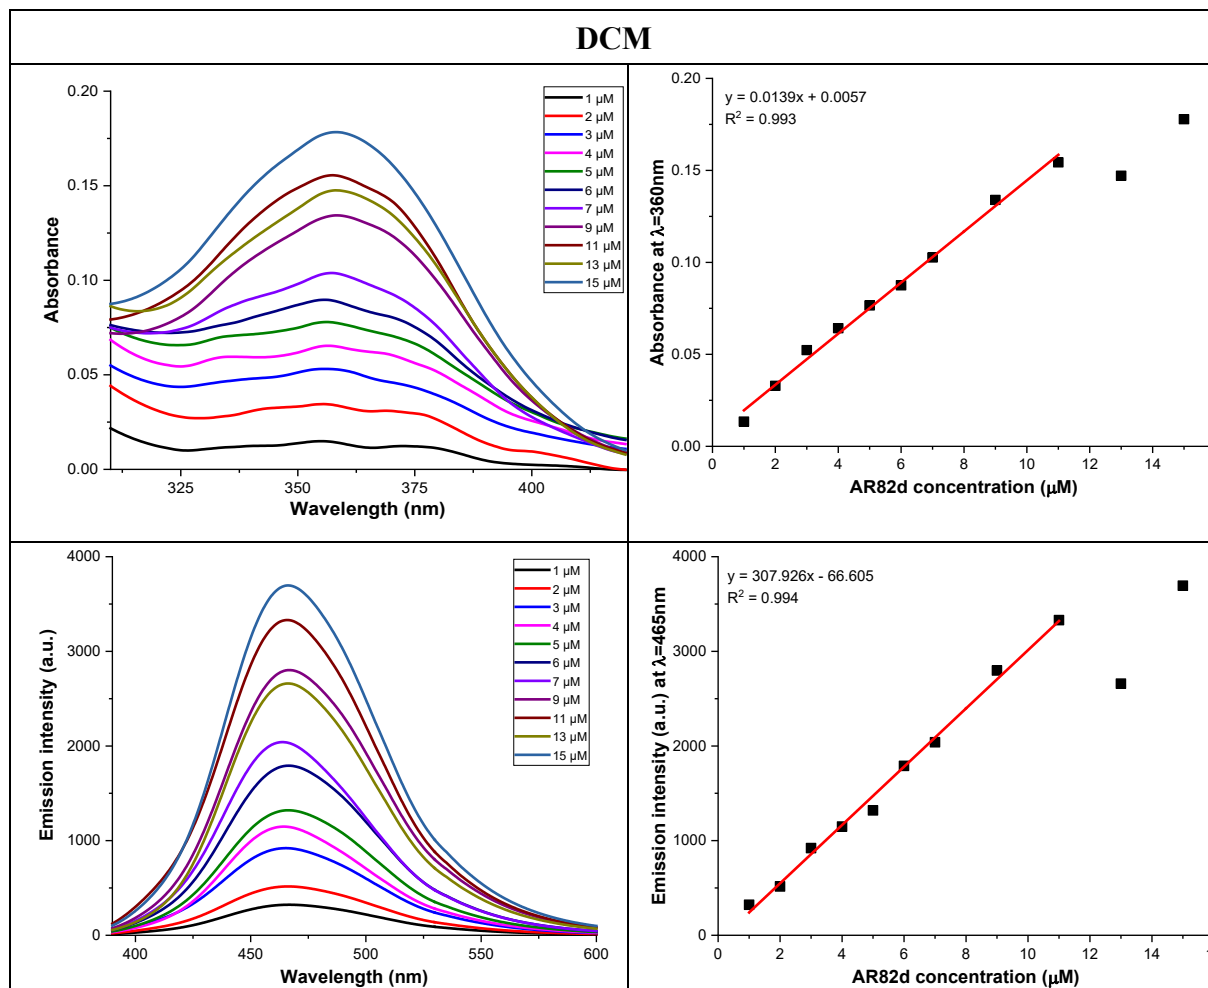 DCM
0.20
0.15
0.10
0.05
0.00
325
350
375
400
Absorbance
Wavelength (nm)
1 µM
2 µM
3 µM
4 µM
5 µM
6 µM
7 µM
9 µM
11 µM
13 µM
15 µM
y = 0.0139x + 0.0057
R² = 0.993
0.20
0.15
0.10
0.05
0.00
0
2
4
6
8
10
12
14
Absorbance at λ=360nm
AR82d concentration (µM)
4000
3000
2000
1000
0
400
450
500
550
600
Emission intensity (a.u.)
Wavelength (nm)
1 µM
2 µM
3 µM
4 µM
5 µM
6 µM
7 µM
9 µM
11 µM
13 µM
15 µM
y = 307.926x - 66.605
R² = 0.994
4000
3000
2000
1000
0
0
2
4
6
8
10
12
14
16
Emission intensity (a.u.) at λ=465nm
AR82d concentration (µM)